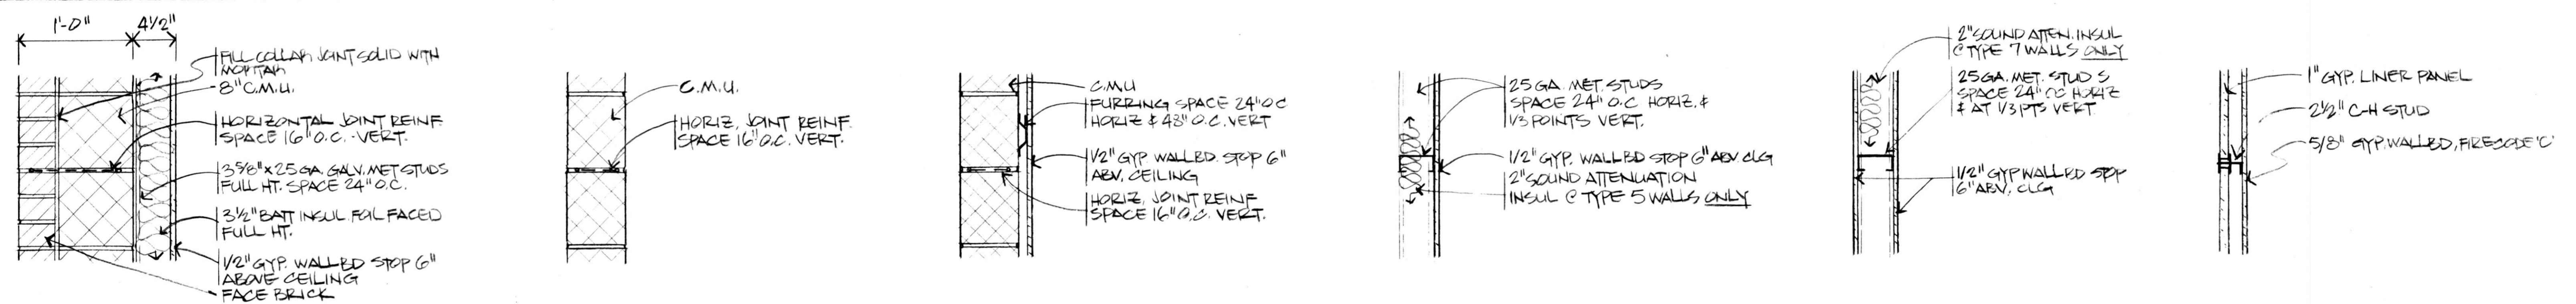 1'-0"
4 1/2"
FILL COLLAR JOINT SOLID WITH
MORTAR
8" C.M.U.
HORIZONTAL JOINT REINF.
SPACE 16" O.C. - VERT.
3 5/8" x 25 GA. GALV. MET STUDS
FULL HT. SPACE 24" O.C.
3 1/2" BATT INSUL. FOIL FACED
FULL HT.
1/2" GYP. WALLBD STOP 6"
ABOVE CEILING
FACE BRICK
C.M.U.
HORIZ. JOINT REINF.
SPACE 16" O.C. VERT.
C.M.U
FURRING SPACE 24" O.C
HORIZ & 48" O.C. VERT
1/2" GYP WALLBD. STOP 6"
ABV. CEILING
HORIZ. JOINT REINF
SPACE 16" O.C. VERT.
25 GA. MET. STUDS
SPACE 24" O.C. HORIZ. &
1/3 POINTS VERT.
1/2" GYP. WALLBD STOP 6" ABV. CLG
2" SOUND ATTENUATION
INSUL @ TYPE 5 WALLS ONLY
2" SOUND ATTEN. INSUL
@ TYPE 7 WALLS ONLY
25 GA. MET. STUD S
SPACE 24" OC HORIZ
& AT 1/3 PTS VERT
1/2" GYP WALLBD STOP
6" ABV. CLG
1" GYP. LINER PANEL
2 1/2" C-H STUD
5/8" GYP. WALLBD, FIRECODE 'C'